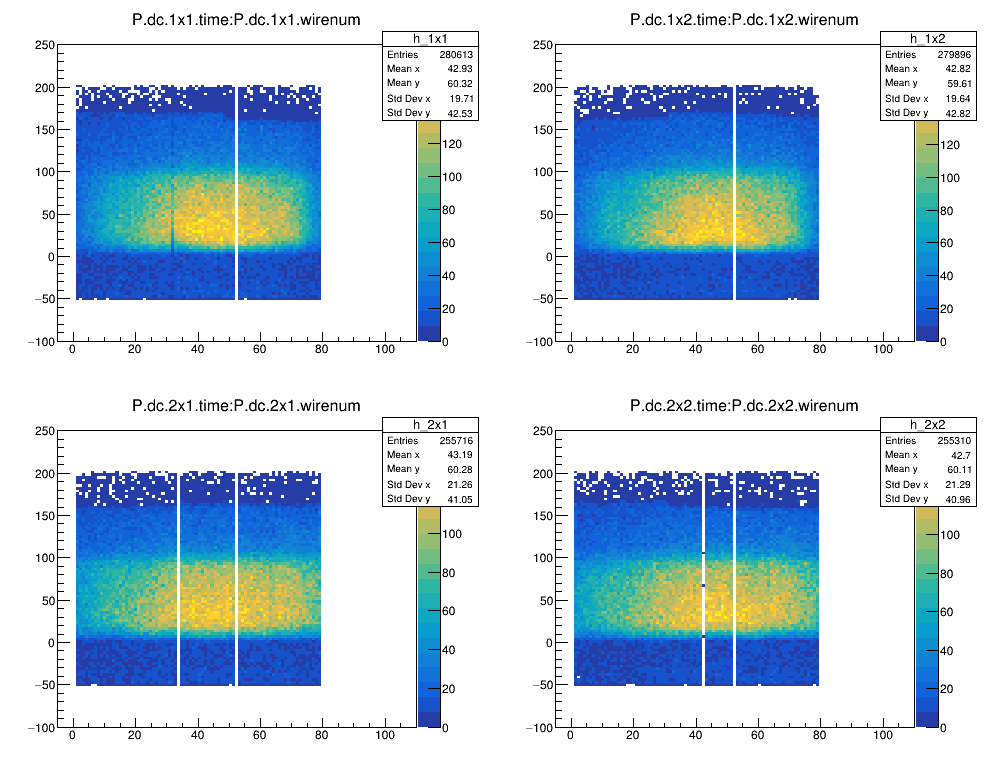 P.dc.1x1.time:P.dc.1x1.wirenum
h_1x1
Entries 280613
Mean x 42.93
Mean y 60.32
Std Dev x 19.71
Std Dev y 42.53
250
200
150
100
50
0
−50
−100
0 20 40 60 80 100
120
100
80
60
40
20
0
P.dc.1x2.time:P.dc.1x2.wirenum
h_1x2
Entries 279896
Mean x 42.82
Mean y 59.61
Std Dev x 19.64
Std Dev y 42.82
250
200
150
100
50
0
−50
−100
0 20 40 60 80 100
120
100
80
60
40
20
0
P.dc.2x1.time:P.dc.2x1.wirenum
h_2x1
Entries 255716
Mean x 43.19
Mean y 60.28
Std Dev x 21.26
Std Dev y 41.05
250
200
150
100
50
0
−50
−100
0 20 40 60 80 100
100
80
60
40
20
0
P.dc.2x2.time:P.dc.2x2.wirenum
h_2x2
Entries 255310
Mean x 42.7
Mean y 60.11
Std Dev x 21.29
Std Dev y 40.96
250
200
150
100
50
0
−50
−100
0 20 40 60 80 100
100
80
60
40
20
0